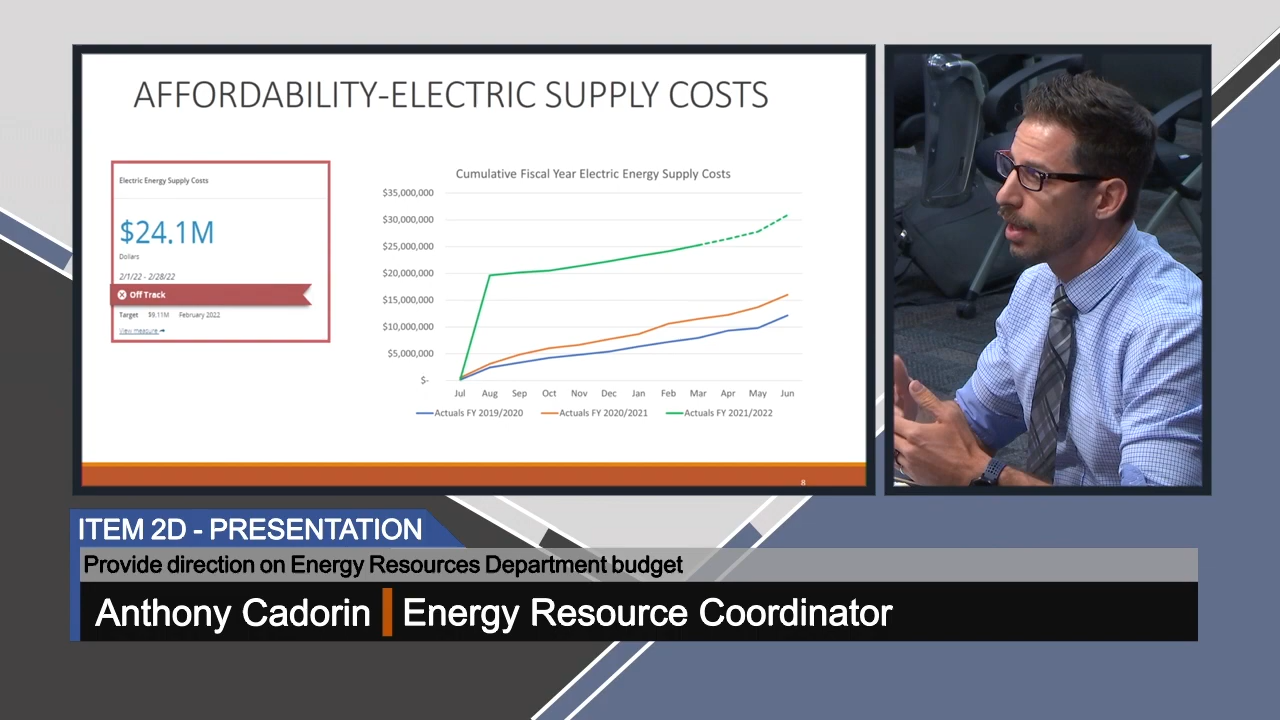 AFFORDABILITY-ELECTRIC SUPPLY COSTS
Electric Energy Supply Costs
$24.1M
Dollars
2/1/22 - 2/28/22
Off Track
Target $9.11M February 2022
View measure
Cumulative Fiscal Year Electric Energy Supply Costs
$35,000,000
$30,000,000
$25,000,000
$20,000,000
$15,000,000
$10,000,000
$5,000,000
$-
Jul Aug Sep Oct Nov Dec Jan Feb Mar Apr May Jun
Actuals FY 2019/2020 Actuals FY 2020/2021 Actuals FY 2021/2022
8
ITEM 2D - PRESENTATION
Provide direction on Energy Resources Department budget
Anthony Cadorin Energy Resource Coordinator